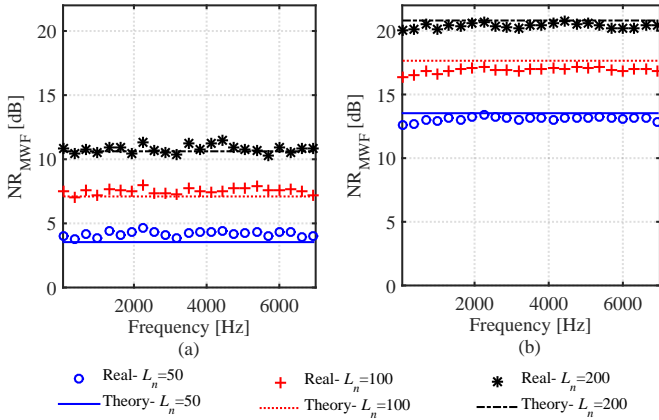 20
15
10
5
0
NR_MWF [dB]
2000 4000 6000
Frequency [Hz]
(a)
20
15
10
5
0
NR_MWF [dB]
2000 4000 6000
Frequency [Hz]
(b)
Real- L_n=50
Real- L_n=100
Real- L_n=200
Theory- L_n=50
Theory- L_n=100
Theory- L_n=200